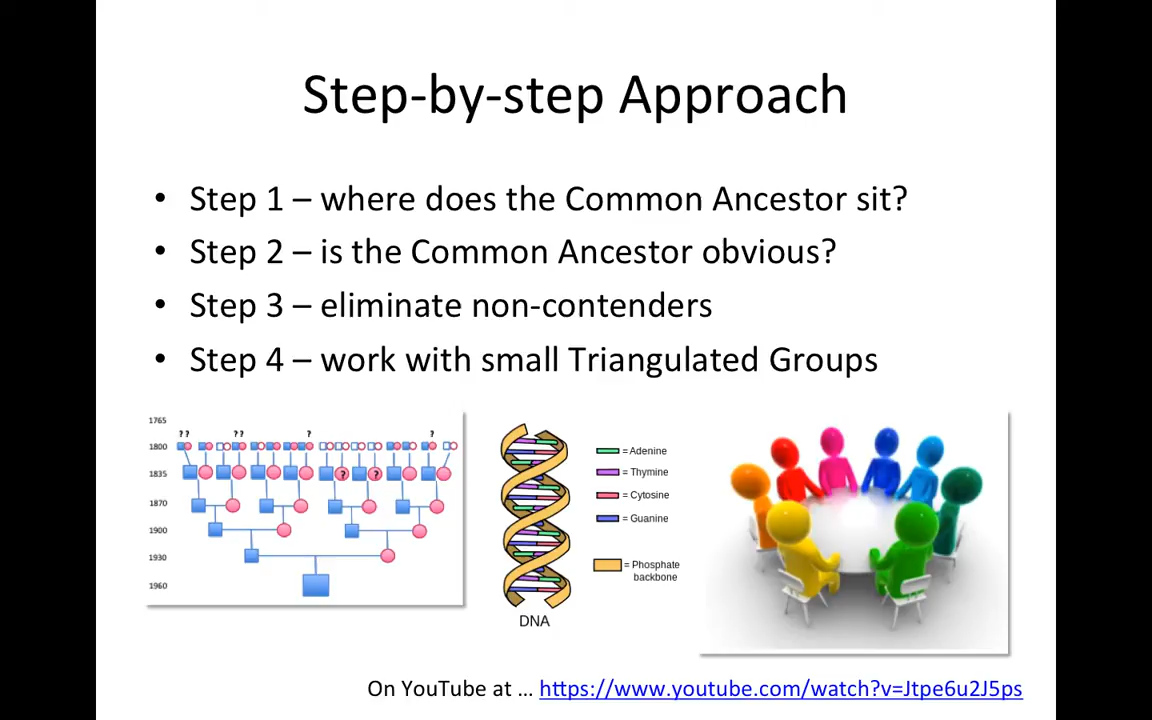 Step-by-step Approach
• Step 1 – where does the Common Ancestor sit?
• Step 2 – is the Common Ancestor obvious?
• Step 3 – eliminate non-contenders
• Step 4 – work with small Triangulated Groups
1765
? ? ? ? ? ?
1800
1835
? ?
1870
1900
1930
1960
= Adenine
= Thymine
= Cytosine
= Guanine
= Phosphate
backbone
DNA
On YouTube at … https://www.youtube.com/watch?v=Jtpe6u2J5ps